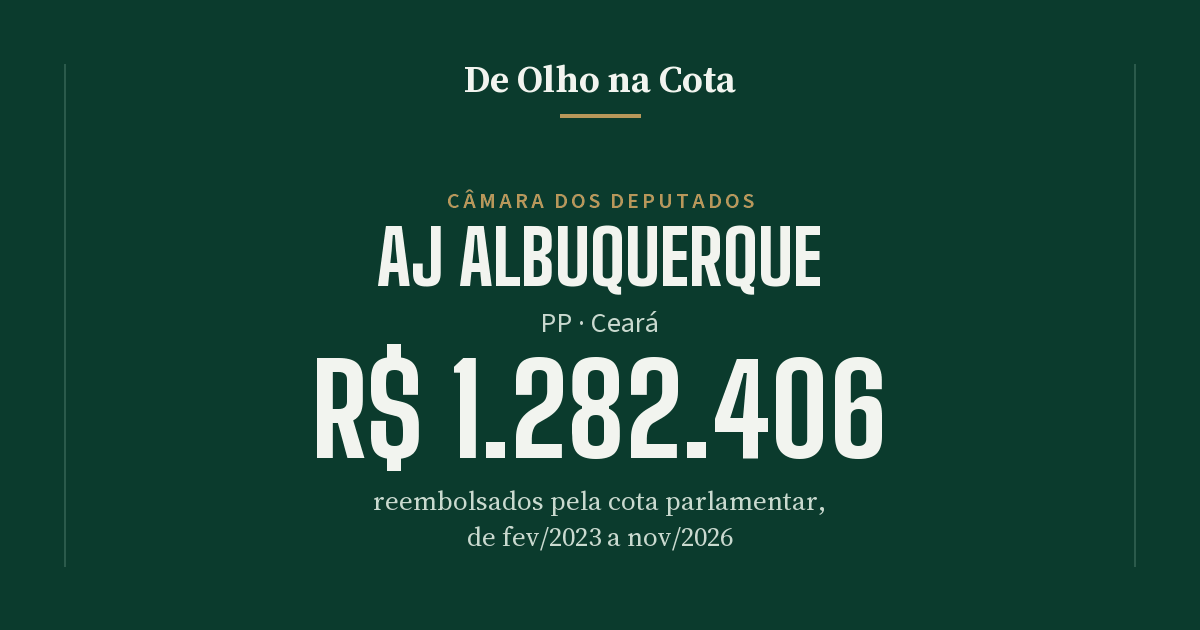 De Olho na Cota
CÂMARA DOS DEPUTADOS
AJ ALBUQUERQUE
PP · Ceará
R$ 1.282.406
reembolsados pela cota parlamentar,
de fev/2023 a nov/2026